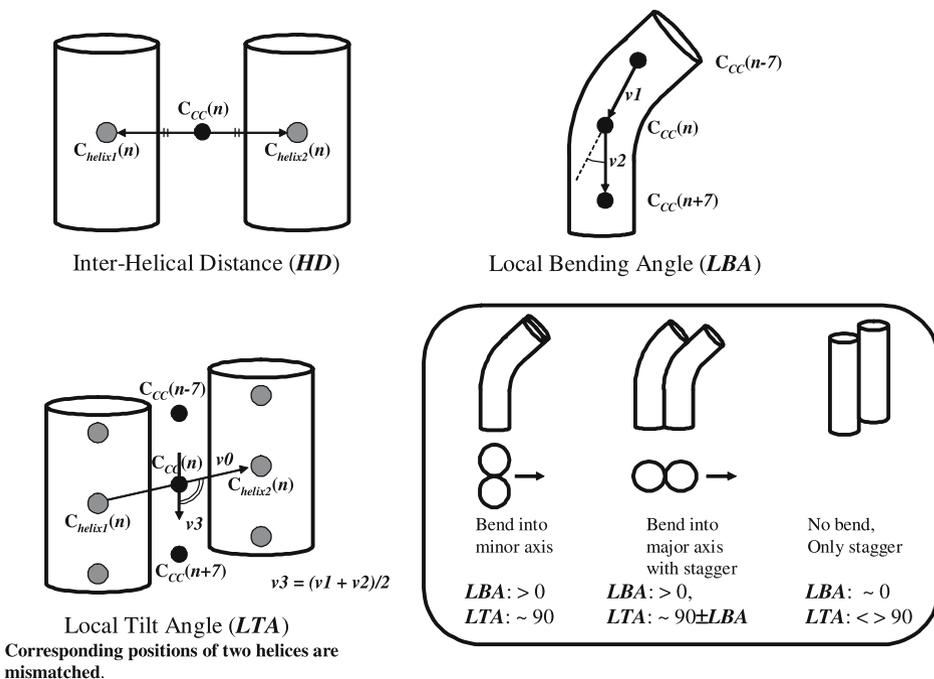 C_CC(n)
C_helix1(n)
C_helix2(n)
Inter-Helical Distance (HD)
C_CC(n-7)
v1
C_CC(n)
v2
C_CC(n+7)
Local Bending Angle (LBA)
C_CC(n-7)
C_CC(n)
v0
C_helix2(n)
C_helix1(n)
v3
C_CC(n+7)
v3 = (v1 + v2)/2
Local Tilt Angle (LTA)
Corresponding positions of two helices are
mismatched.
Bend into
minor axis
LBA: > 0
LTA: ~ 90
Bend into
major axis
with stagger
LBA: > 0,
LTA: ~ 90±LBA
No bend,
Only stagger
LBA: ~ 0
LTA: < > 90